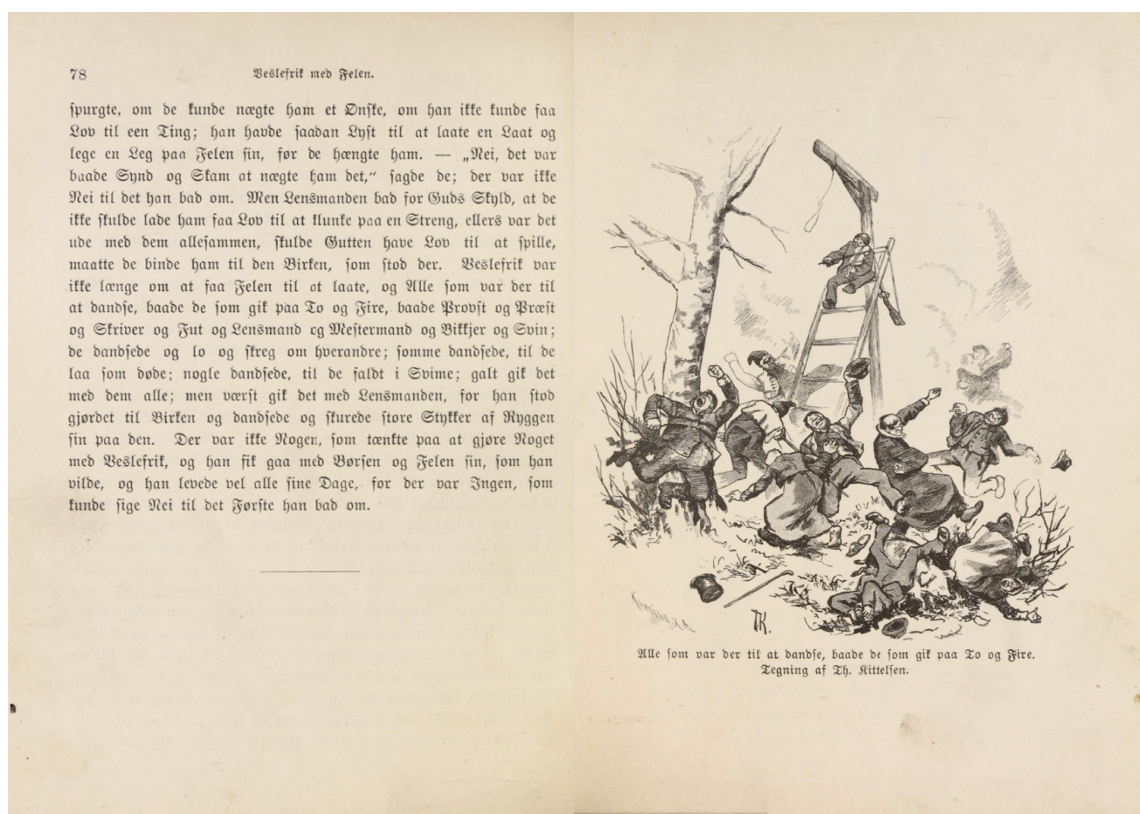 78
Veslefrik med Felen.
spurgte, om de kunde nægte ham et Ønske, om han ikke kunde faa
Lov til een Ting; han havde saadan Lyst til at laate en Laat og
lege en Leg paa Felen sin, før de hængte ham. — „Nei, det var
baade Synd og Skam at nægte ham det,“ sagde de; der var ikke
Nei til det han bad om. Men Lensmanden bad for Guds Skyld, at de
ikke skulde lade ham faa Lov til at klunke paa en Streng, ellers var det
ude med dem allesammen, skulde Gutten have Lov til at spille,
maatte de binde ham til den Birken, som stod der. Veslefrik var
ikke længe om at faa Felen til at laate, og Alle som var der til
at dandse, baade de som gik paa To og Fire, baade Provst og Præst
og Skriver og Fut og Lensmand cg Mestermand og Bikkjer og Svin;
de dandsede og lo og skreg om hverandre; somme dandsede, til de
laa som døde; nogle dandsede, til de faldt i Svime; galt gik det
med dem alle; men værst gik det med Lensmanden, for han stod
gjørdet til Birken og dandsede og skurede store Stykker af Ryggen
sin paa den. Der var ikke Nogen, som tænkte paa at gjøre Noget
med Veslefrik, og han fik gaa med Børsen og Felen sin, som han
vilde, og han levede vel alle sine Dage, for der var Ingen, som
kunde sige Nei til det Første han bad om.
TK.
Alle som var der til at dandse, baade de som gik paa To og Fire.
Tegning af Th. Kittelsen.